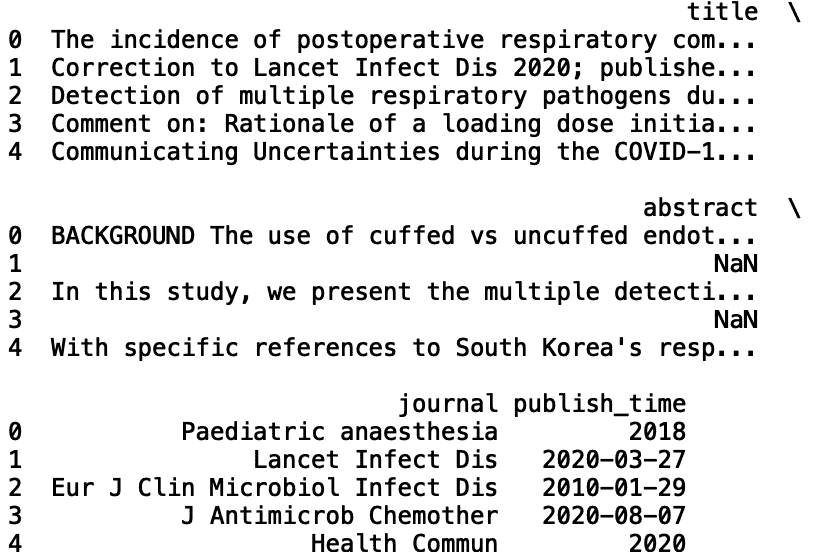 title \
0 The incidence of postoperative respiratory com...
1 Correction to Lancet Infect Dis 2020; publishe...
2 Detection of multiple respiratory pathogens du...
3 Comment on: Rationale of a loading dose initia...
4 Communicating Uncertainties during the COVID-1...
abstract \
0 BACKGROUND The use of cuffed vs uncuffed endot...
1 NaN
2 In this study, we present the multiple detecti...
3 NaN
4 With specific references to South Korea's resp...
journal publish_time
0 Paediatric anaesthesia 2018
1 Lancet Infect Dis 2020-03-27
2 Eur J Clin Microbiol Infect Dis 2010-01-29
3 J Antimicrob Chemother 2020-08-07
4 Health Commun 2020